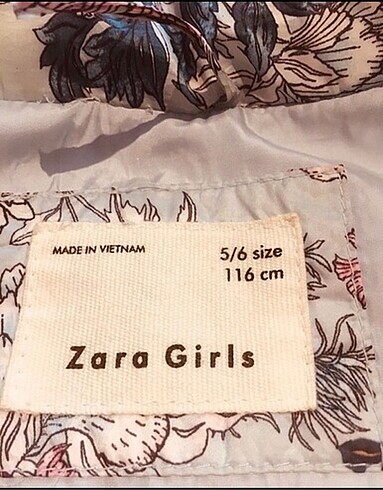 MADE IN VIETNAM
5/6 size
116 cm
Zara Girls